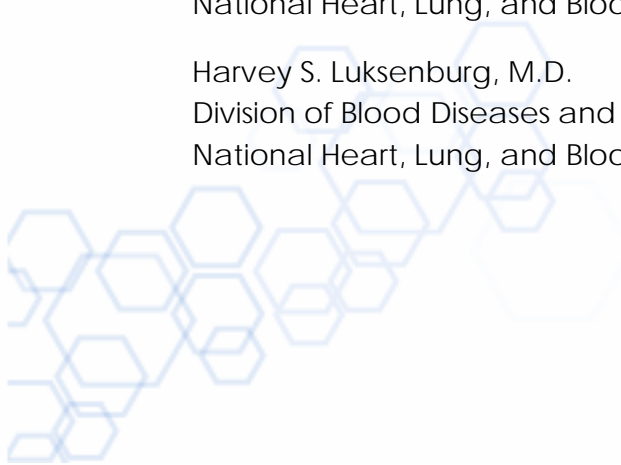 National Heart, Lung, and
Harvey S. Luksenburg, M.D.
Division of Blood Diseases and
National Heart, Lung, and